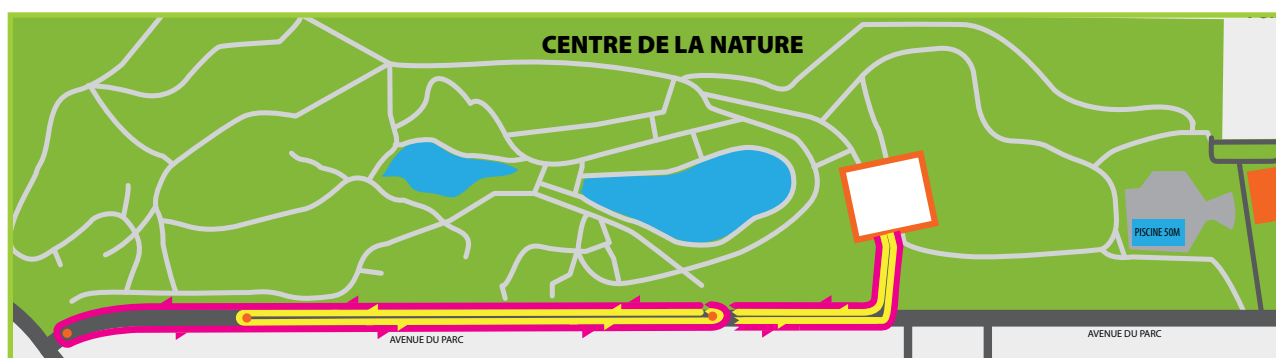 CENTRE DE LA NATURE
PISCINE 50M
AVENUE DU PARC
AVENUE DU PARC